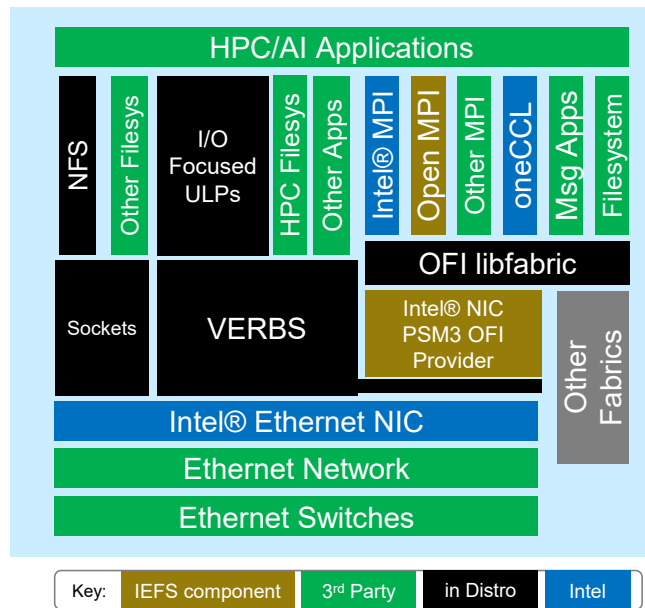 HPC/AI Applications
NFS
Other Filesys
I/O
Focused
ULPs
HPC Filesys
Other Apps
Intel® MPI
Open MPI
Other MPI
oneCCL
Msg Apps
Filesystem
OFI libfabric
Sockets
VERBS
Intel® NIC
PSM3 OFI
Provider
Other
Fabrics
Intel® Ethernet NIC
Ethernet Network
Ethernet Switches
Key: IEFS component 3rd Party in Distro Intel